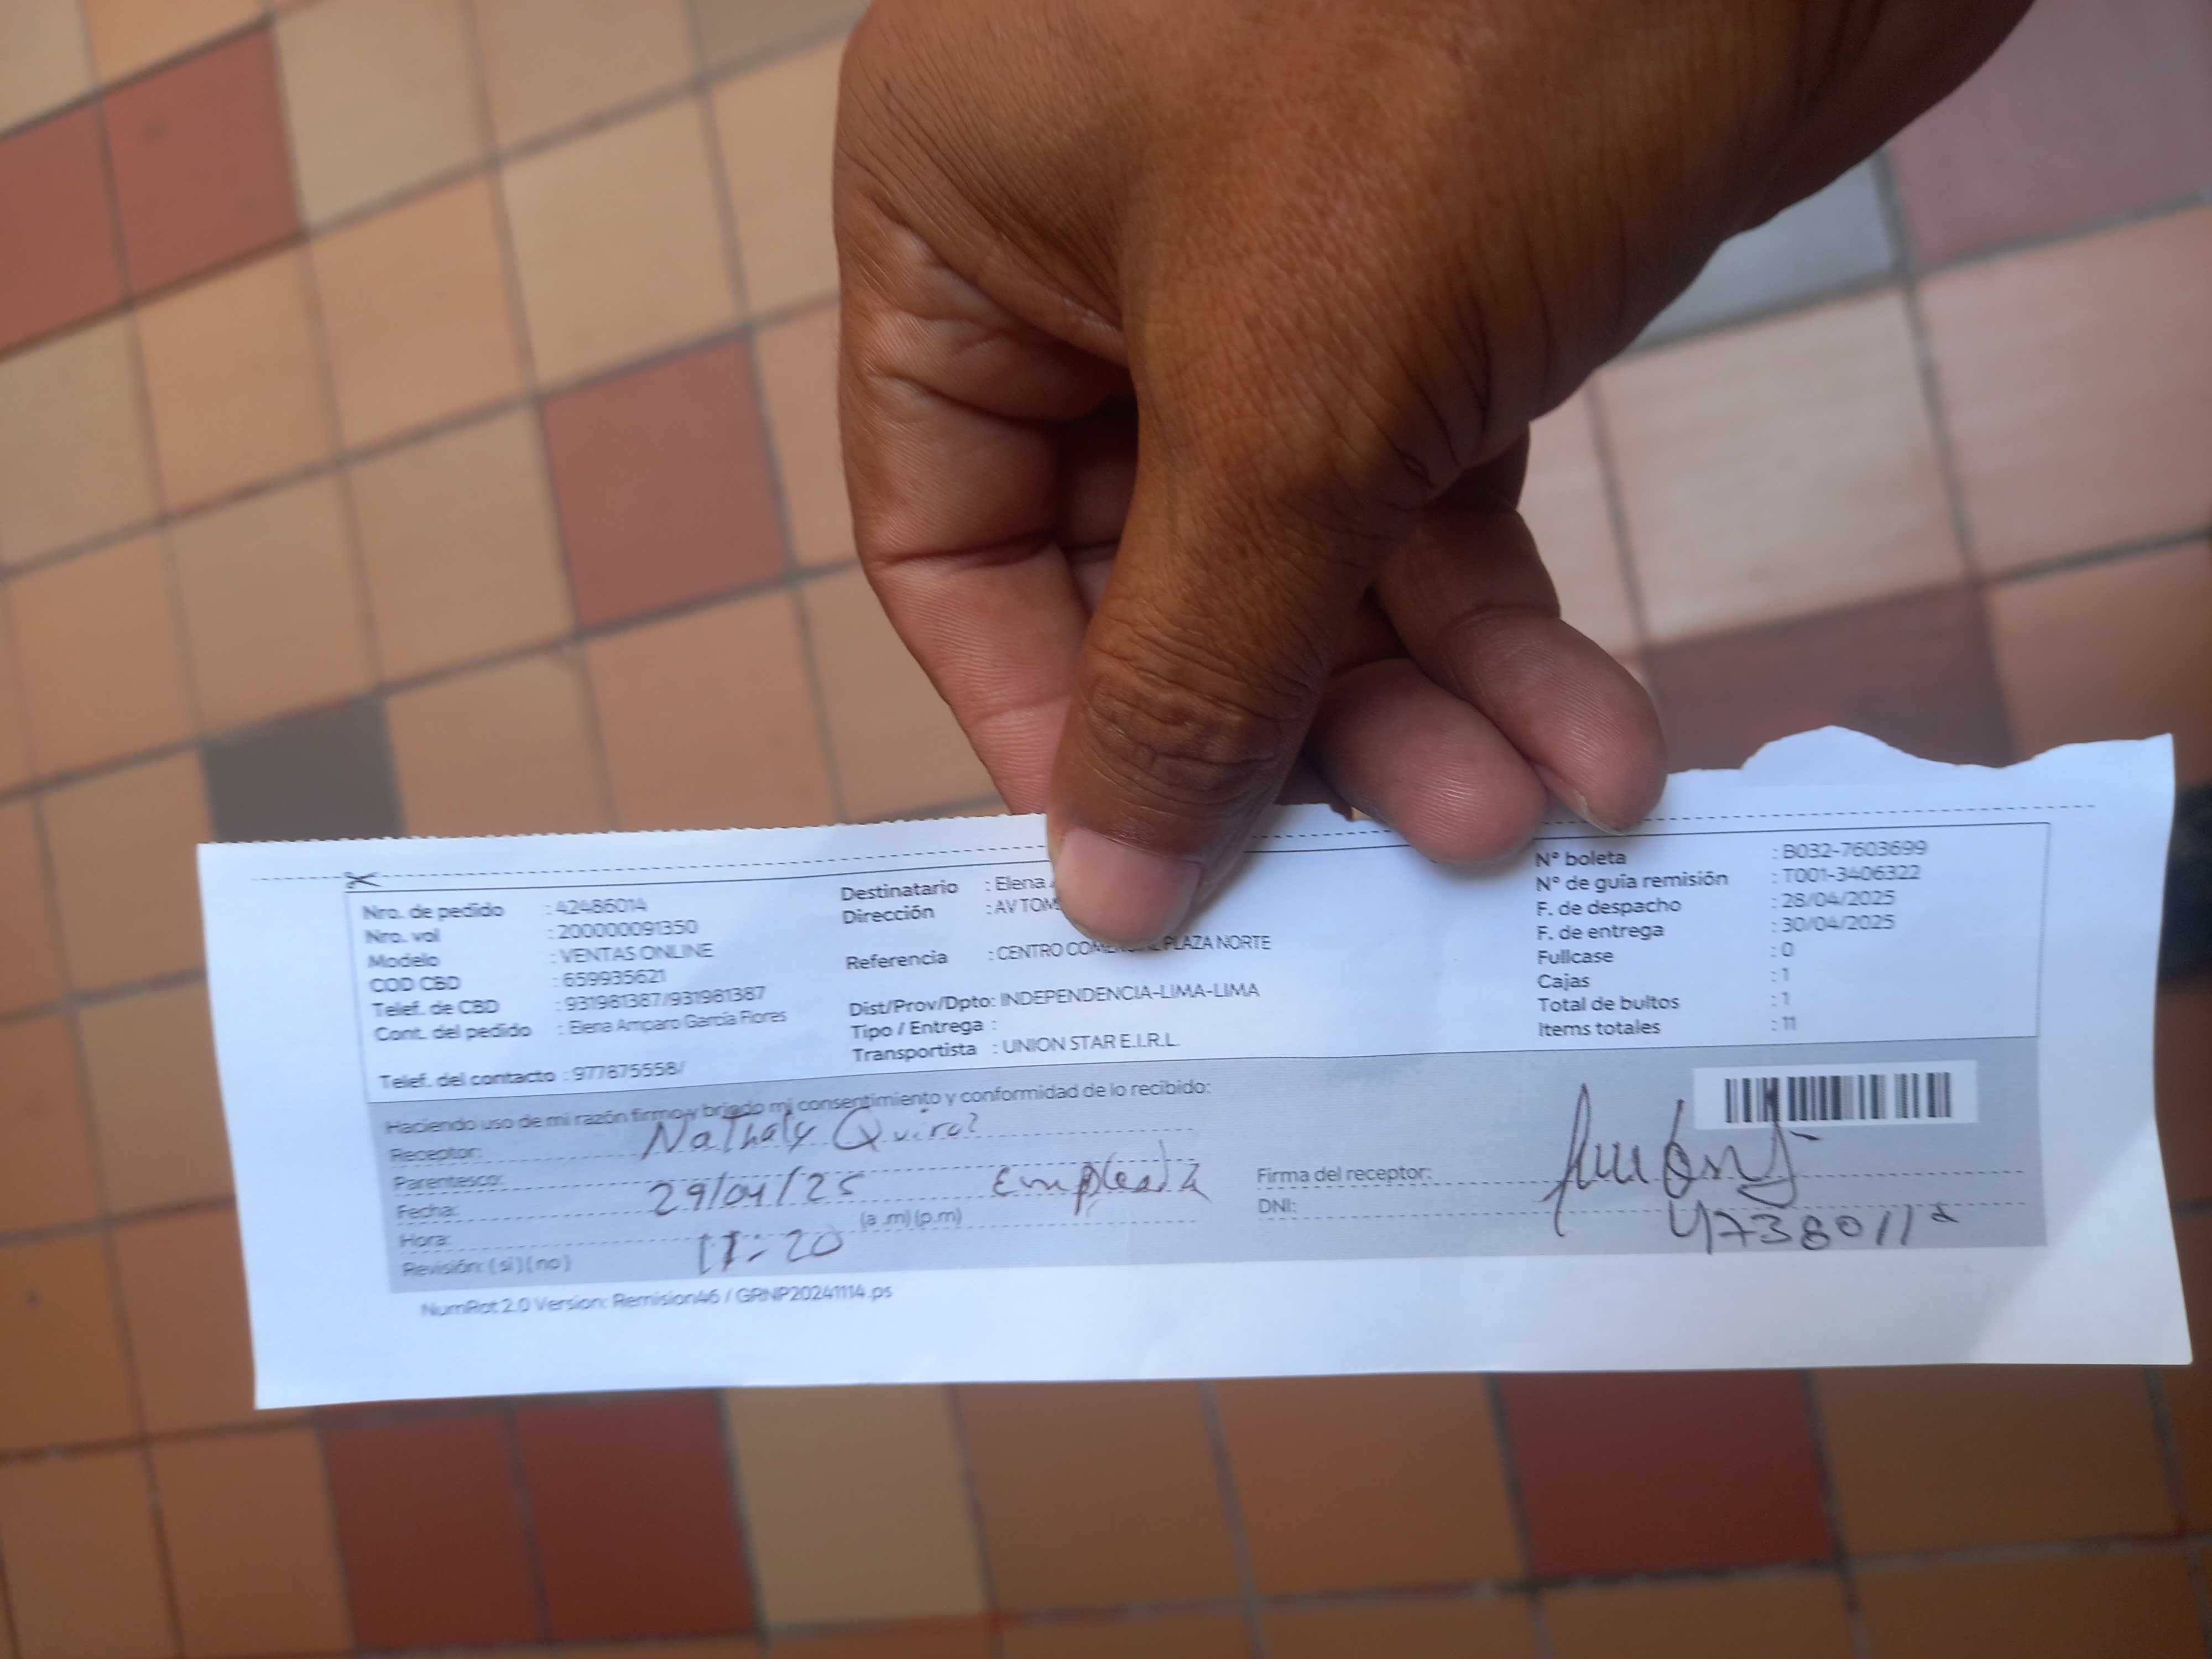 Nro. de pedido : 42486014
Nro. vol : 200000091350
Modelo : VENTAS ONLINE
COD CBD : 659935621
Telef. de CBD : 931981387/931981387
Cont. del pedido : Elena Amparo García Flores
Telef. del contacto : 977875558/
Destinatario : Elena
Dirección : AV TOM
Referencia : CENTRO COMERCIAL PLAZA NORTE
Dist/Prov/Dpto: INDEPENDENCIA-LIMA-LIMA
Tipo / Entrega :
Transportista : UNION STAR E.I.R.L.
N° boleta : B032-7603699
N° de guía remisión : T001-3406322
F. de despacho : 28/04/2025
F. de entrega : 30/04/2025
Fullcase : 0
Cajas : 1
Total de bultos : 1
Items totales : 11
Haciendo uso de mi razón firmo y brindo mi consentimiento y conformidad de lo recibido:
Receptor: Nathaly Quiroz
Parentesco: Empleada
Fecha: 29/04/25
Hora: 11:20 (a .m) (p.m)
Revisión: ( si ) ( no )
Firma del receptor:
DNI: 4738011
NumRot 2.0 Version: Remision46 / GRNP20241114.ps